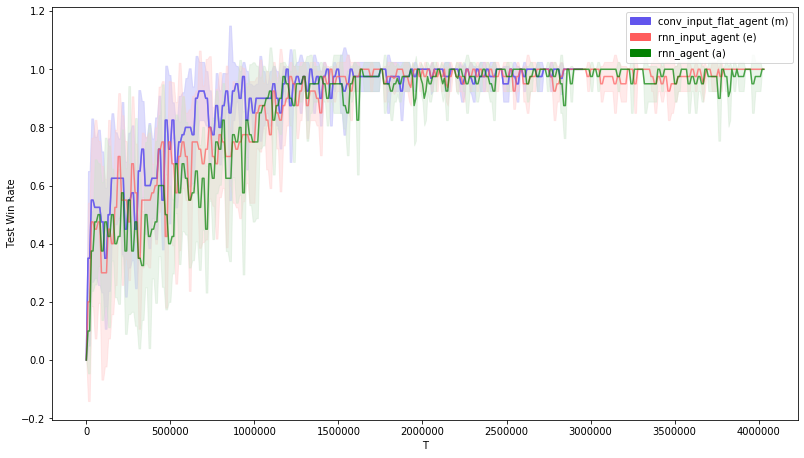 1.2
1.0
0.8
0.6
0.4
0.2
0.0
−0.2
Test Win Rate
conv_input_flat_agent (m)
rnn_input_agent (e)
rnn_agent (a)
0 500000 1000000 1500000 2000000 2500000 3000000 3500000 4000000
T